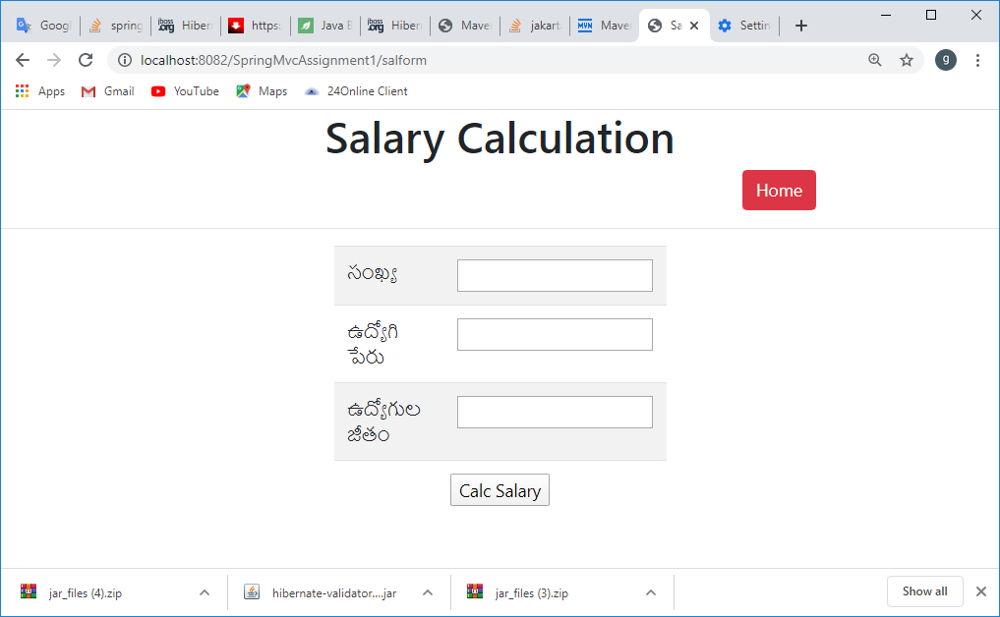 Googl
spring
Hiber
https:
Java B
Hiber
Maver
jakart
Maver
Sa
Settin
localhost:8082/SpringMvcAssignment1/salform
g
Apps
Gmail
YouTube
Maps
24Online Client
Salary Calculation
Home
సంఖ్య
ఉద్యోగి
పేరు
ఉద్యోగుల
జీతం
Calc Salary
jar_files (4).zip
hibernate-validator....jar
jar_files (3).zip
Show all